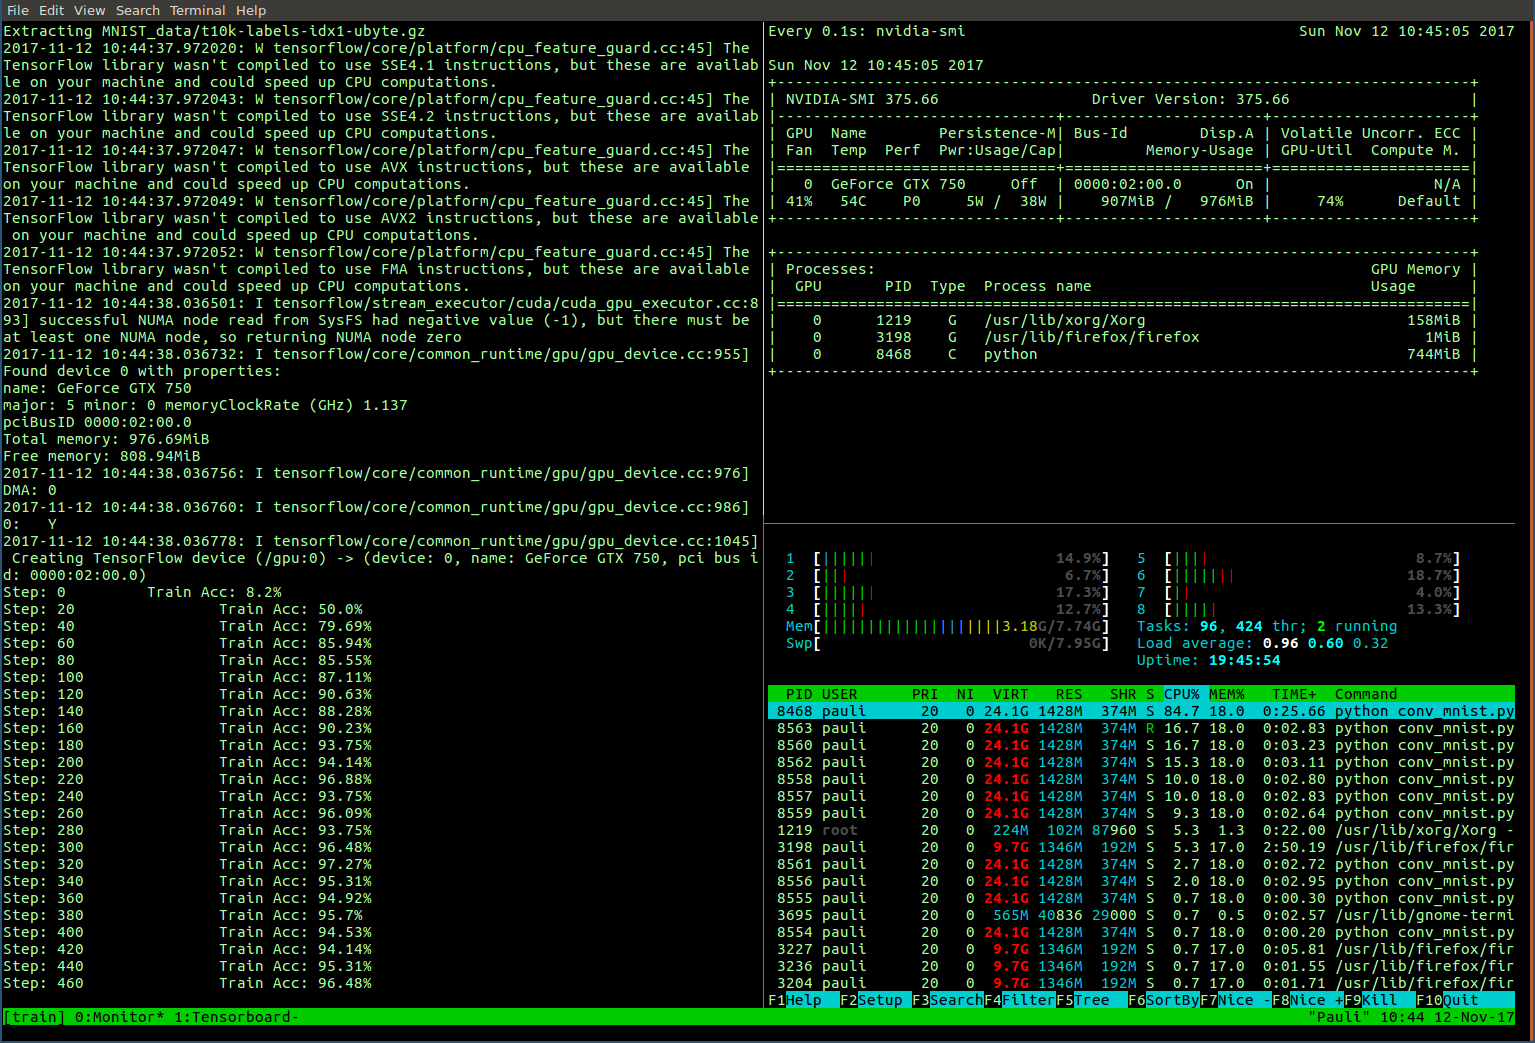 File Edit View Search Terminal Help
Extracting MNIST_data/t10k-labels-idx1-ubyte.gz
2017-11-12 10:44:37.972020: W tensorflow/core/platform/cpu_feature_guard.cc:45] The
TensorFlow library wasn't compiled to use SSE4.1 instructions, but these are availab
le on your machine and could speed up CPU computations.
2017-11-12 10:44:37.972043: W tensorflow/core/platform/cpu_feature_guard.cc:45] The
TensorFlow library wasn't compiled to use SSE4.2 instructions, but these are availab
le on your machine and could speed up CPU computations.
2017-11-12 10:44:37.972047: W tensorflow/core/platform/cpu_feature_guard.cc:45] The
TensorFlow library wasn't compiled to use AVX instructions, but these are available
on your machine and could speed up CPU computations.
2017-11-12 10:44:37.972049: W tensorflow/core/platform/cpu_feature_guard.cc:45] The
TensorFlow library wasn't compiled to use AVX2 instructions, but these are available
 on your machine and could speed up CPU computations.
2017-11-12 10:44:37.972052: W tensorflow/core/platform/cpu_feature_guard.cc:45] The
TensorFlow library wasn't compiled to use FMA instructions, but these are available
on your machine and could speed up CPU computations.
2017-11-12 10:44:38.036501: I tensorflow/stream_executor/cuda/cuda_gpu_executor.cc:8
93] successful NUMA node read from SysFS had negative value (-1), but there must be
at least one NUMA node, so returning NUMA node zero
2017-11-12 10:44:38.036732: I tensorflow/core/common_runtime/gpu/gpu_device.cc:955]
Found device 0 with properties:
name: GeForce GTX 750
major: 5 minor: 0 memoryClockRate (GHz) 1.137
pciBusID 0000:02:00.0
Total memory: 976.69MiB
Free memory: 808.94MiB
2017-11-12 10:44:38.036756: I tensorflow/core/common_runtime/gpu/gpu_device.cc:976]
DMA: 0
2017-11-12 10:44:38.036760: I tensorflow/core/common_runtime/gpu/gpu_device.cc:986]
0:   Y
2017-11-12 10:44:38.036778: I tensorflow/core/common_runtime/gpu/gpu_device.cc:1045]
 Creating TensorFlow device (/gpu:0) -> (device: 0, name: GeForce GTX 750, pci bus i
d: 0000:02:00.0)
Step: 0 Train Acc: 8.2%
Step: 20 Train Acc: 50.0%
Step: 40 Train Acc: 79.69%
Step: 60 Train Acc: 85.94%
Step: 80 Train Acc: 85.55%
Step: 100 Train Acc: 87.11%
Step: 120 Train Acc: 90.63%
Step: 140 Train Acc: 88.28%
Step: 160 Train Acc: 90.23%
Step: 180 Train Acc: 93.75%
Step: 200 Train Acc: 94.14%
Step: 220 Train Acc: 96.88%
Step: 240 Train Acc: 93.75%
Step: 260 Train Acc: 96.09%
Step: 280 Train Acc: 93.75%
Step: 300 Train Acc: 96.48%
Step: 320 Train Acc: 97.27%
Step: 340 Train Acc: 95.31%
Step: 360 Train Acc: 94.92%
Step: 380 Train Acc: 95.7%
Step: 400 Train Acc: 94.53%
Step: 420 Train Acc: 94.14%
Step: 440 Train Acc: 95.31%
Step: 460 Train Acc: 96.48%
Every 0.1s: nvidia-smi Sun Nov 12 10:45:05 2017
Sun Nov 12 10:45:05 2017
+-----------------------------------------------------------------------------+
| NVIDIA-SMI 375.66                 Driver Version: 375.66                    |
|-------------------------------+----------------------+----------------------+
| GPU  Name        Persistence-M| Bus-Id        Disp.A | Volatile Uncorr. ECC |
| Fan  Temp  Perf  Pwr:Usage/Cap|         Memory-Usage | GPU-Util  Compute M. |
|===============================+======================+======================|
|   0  GeForce GTX 750     Off  | 0000:02:00.0      On |                  N/A |
| 41%   54C    P0     5W /  38W |    907MiB /   976MiB |     74%      Default |
+-------------------------------+----------------------+----------------------+
+-----------------------------------------------------------------------------+
| Processes:                                                       GPU Memory |
|  GPU       PID  Type  Process name                               Usage      |
|=============================================================================|
|    0      1219    G   /usr/lib/xorg/Xorg                             158MiB |
|    0      3198    G   /usr/lib/firefox/firefox                         1MiB |
|    0      8468    C   python                                         744MiB |
+-----------------------------------------------------------------------------+
1 [|||||| 14.9%] 5 [|||| 8.7%]
2 [||| 6.7%] 6 [||||||| 18.7%]
3 [|||||| 17.3%] 7 [|| 4.0%]
4 [||||| 12.7%] 8 [||||| 13.3%]
Mem[||||||||||||||||||||3.18G/7.74G] Tasks: 96, 424 thr; 2 running
Swp[ 0K/7.95G] Load average: 0.96 0.60 0.32
Uptime: 19:45:54
PID USER PRI NI VIRT RES SHR S CPU% MEM% TIME+ Command
8468 pauli 20 0 24.1G 1428M 374M S 84.7 18.0 0:25.66 python conv_mnist.py
8563 pauli 20 0 24.1G 1428M 374M R 16.7 18.0 0:02.83 python conv_mnist.py
8560 pauli 20 0 24.1G 1428M 374M S 16.7 18.0 0:03.23 python conv_mnist.py
8562 pauli 20 0 24.1G 1428M 374M S 15.3 18.0 0:03.11 python conv_mnist.py
8558 pauli 20 0 24.1G 1428M 374M S 10.0 18.0 0:02.80 python conv_mnist.py
8557 pauli 20 0 24.1G 1428M 374M S 10.0 18.0 0:02.83 python conv_mnist.py
8559 pauli 20 0 24.1G 1428M 374M S 9.3 18.0 0:02.64 python conv_mnist.py
1219 root 20 0 224M 102M 87960 S 5.3 1.3 0:22.00 /usr/lib/xorg/Xorg -
3198 pauli 20 0 9.7G 1346M 192M S 5.3 17.0 2:50.19 /usr/lib/firefox/fir
8561 pauli 20 0 24.1G 1428M 374M S 2.7 18.0 0:02.72 python conv_mnist.py
8556 pauli 20 0 24.1G 1428M 374M S 2.0 18.0 0:02.95 python conv_mnist.py
8555 pauli 20 0 24.1G 1428M 374M S 0.7 18.0 0:00.30 python conv_mnist.py
3695 pauli 20 0 565M 40836 29000 S 0.7 0.5 0:02.57 /usr/lib/gnome-termi
8554 pauli 20 0 24.1G 1428M 374M S 0.7 18.0 0:00.20 python conv_mnist.py
3227 pauli 20 0 9.7G 1346M 192M S 0.7 17.0 0:05.81 /usr/lib/firefox/fir
3236 pauli 20 0 9.7G 1346M 192M S 0.7 17.0 0:01.55 /usr/lib/firefox/fir
3204 pauli 20 0 9.7G 1346M 192M S 0.7 17.0 0:01.71 /usr/lib/firefox/fir
F1Help F2Setup F3SearchF4FilterF5Tree F6SortByF7Nice -F8Nice +F9Kill F10Quit
[train] 0:Monitor* 1:Tensorboard- "Pauli" 10:44 12-Nov-17